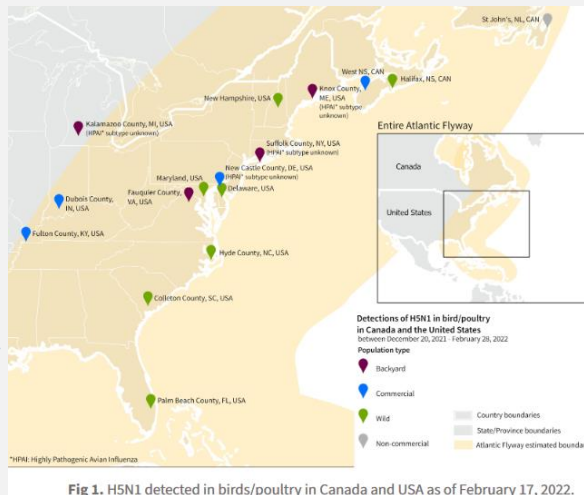 St John's, NL, CAN
West NS, CAN
Halifax, NS, CAN
Knox County,
ME, USA
(HPAI* subtype
unknown)
New Hampshire, USA
Kalamazoo County, MI, USA
(HPAI* subtype unknown)
Suffolk County, NY, USA
(HPAI* subtype unknown)
New Castle County, DE, USA
(HPAI* subtype unknown)
Maryland, USA
Delaware, USA
Fauquier County,
VA, USA
Dubois County,
IN, USA
Fulton County, KY, USA
Hyde County, NC, USA
Colleton County, SC, USA
Palm Beach County, FL, USA
Entire Atlantic Flyway
Canada
United States
Detections of H5N1 in bird/poultry
in Canada and the United States
between December 20, 2021 - February 28, 2022
Population type
Backyard
Commercial
Wild
Non-commercial
Country boundaries
State/Province boundaries
Atlantic Flyway estimated bounda
*HPAI: Highly Pathogenic Avian Influenza
Fig 1. H5N1 detected in birds/poultry in Canada and USA as of February 17, 2022.